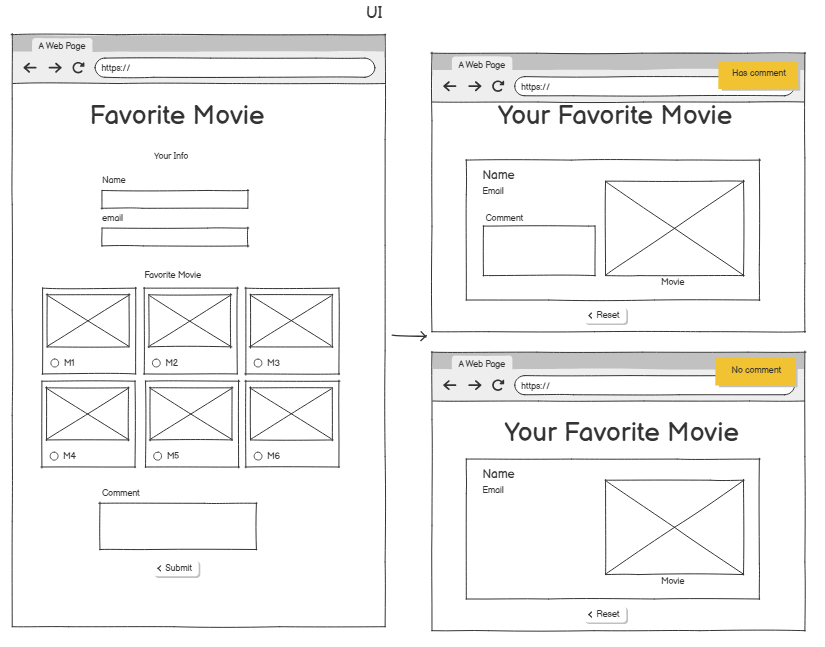 UI
A Web Page
https://
Favorite Movie
Your Info
Name
email
Favorite Movie
M1
M2
M3
M4
M5
M6
Comment
Submit
A Web Page
Has comment
https://
Your Favorite Movie
Name
Email
Comment
Movie
Reset
A Web Page
No comment
https://
Your Favorite Movie
Name
Email
Movie
Reset